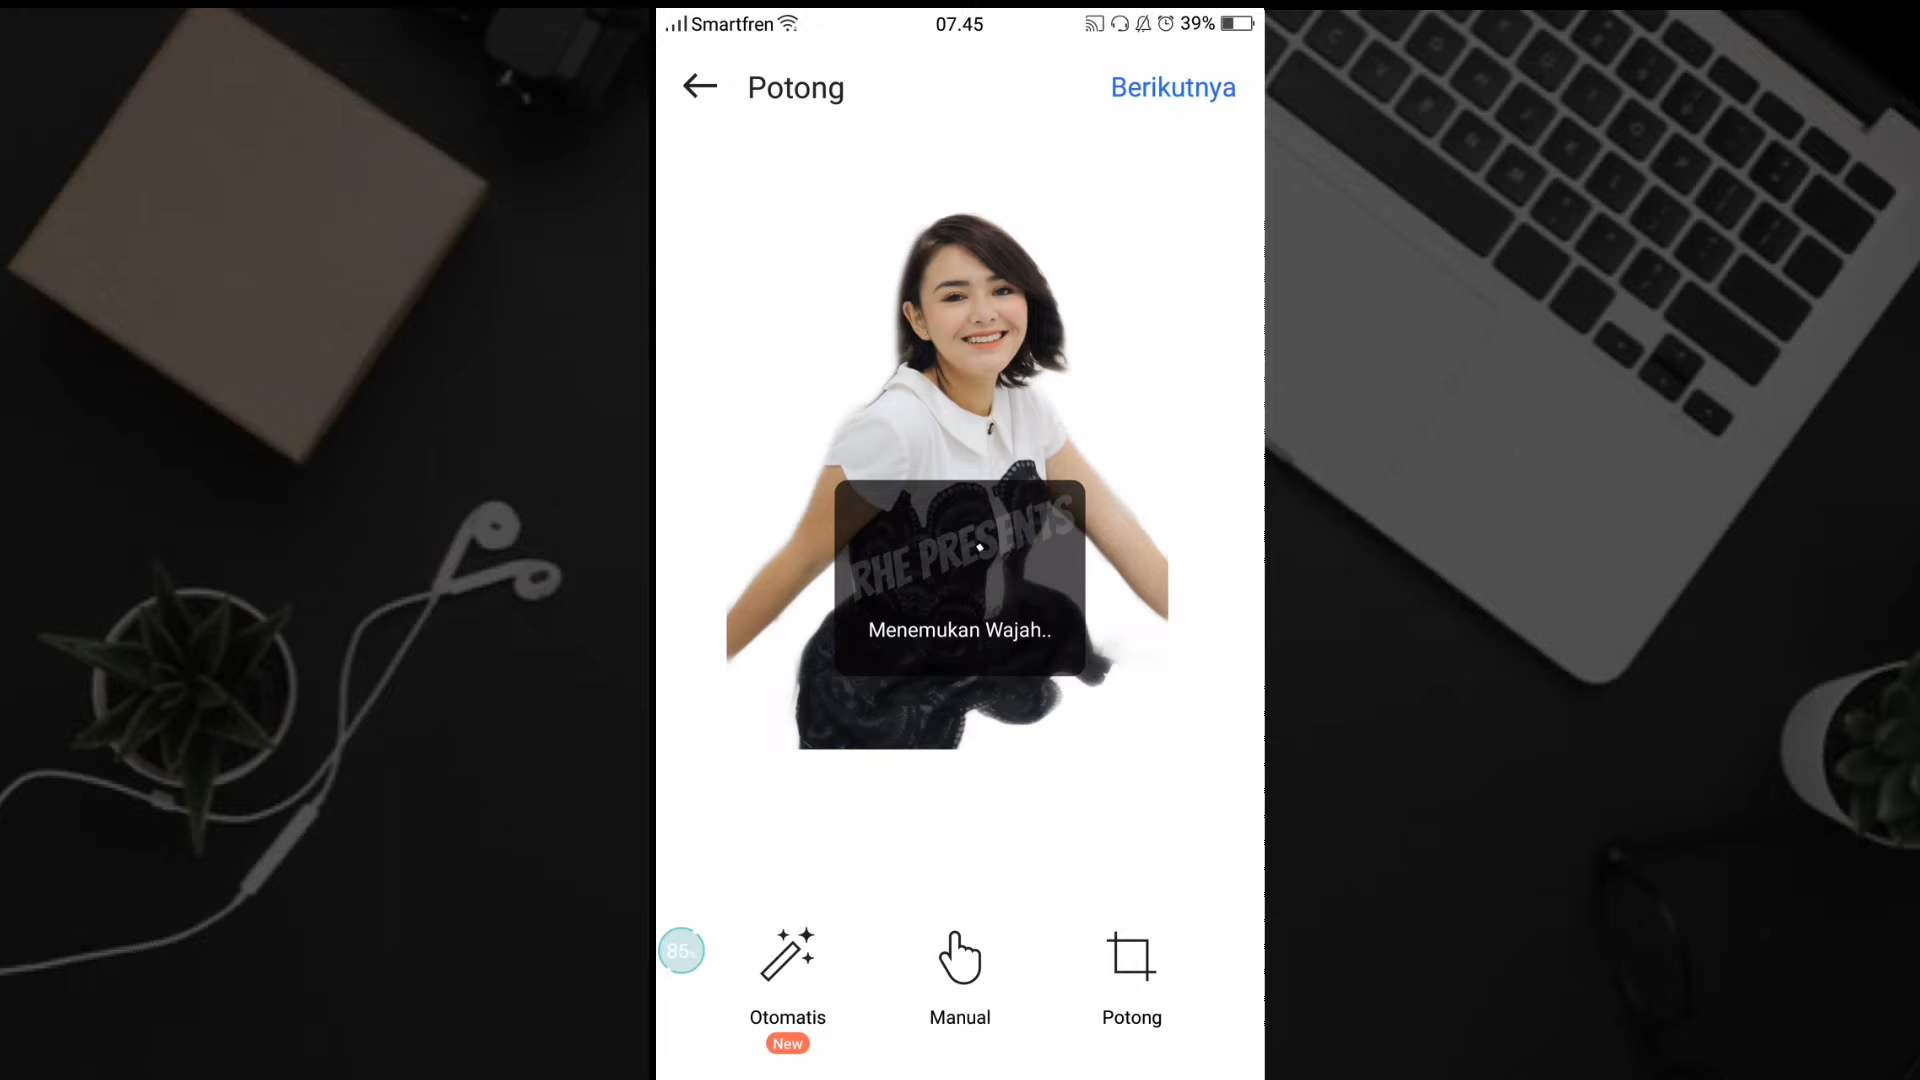 Smartfren 07.45 39%
Potong Berikutnya
RHE PRESENTS
Menemukan Wajah..
85%
Otomatis Manual Potong
New